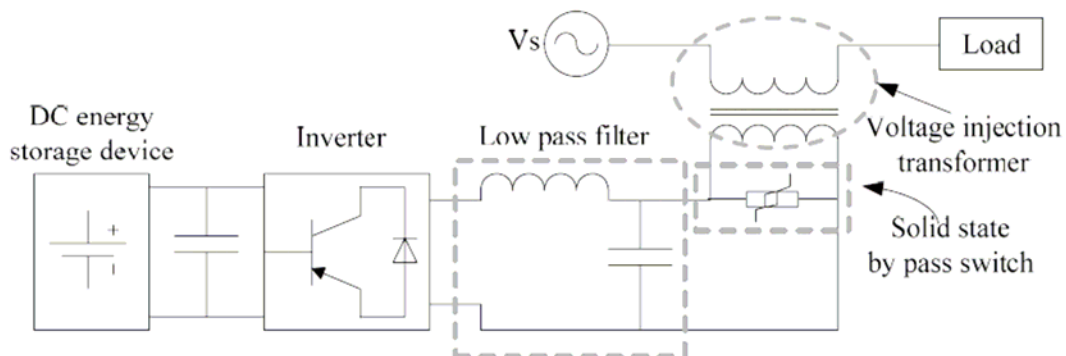 Vs
Load
DC energy
storage device
Inverter
Low pass filter
Voltage injection
transformer
Solid state
by pass switch
+